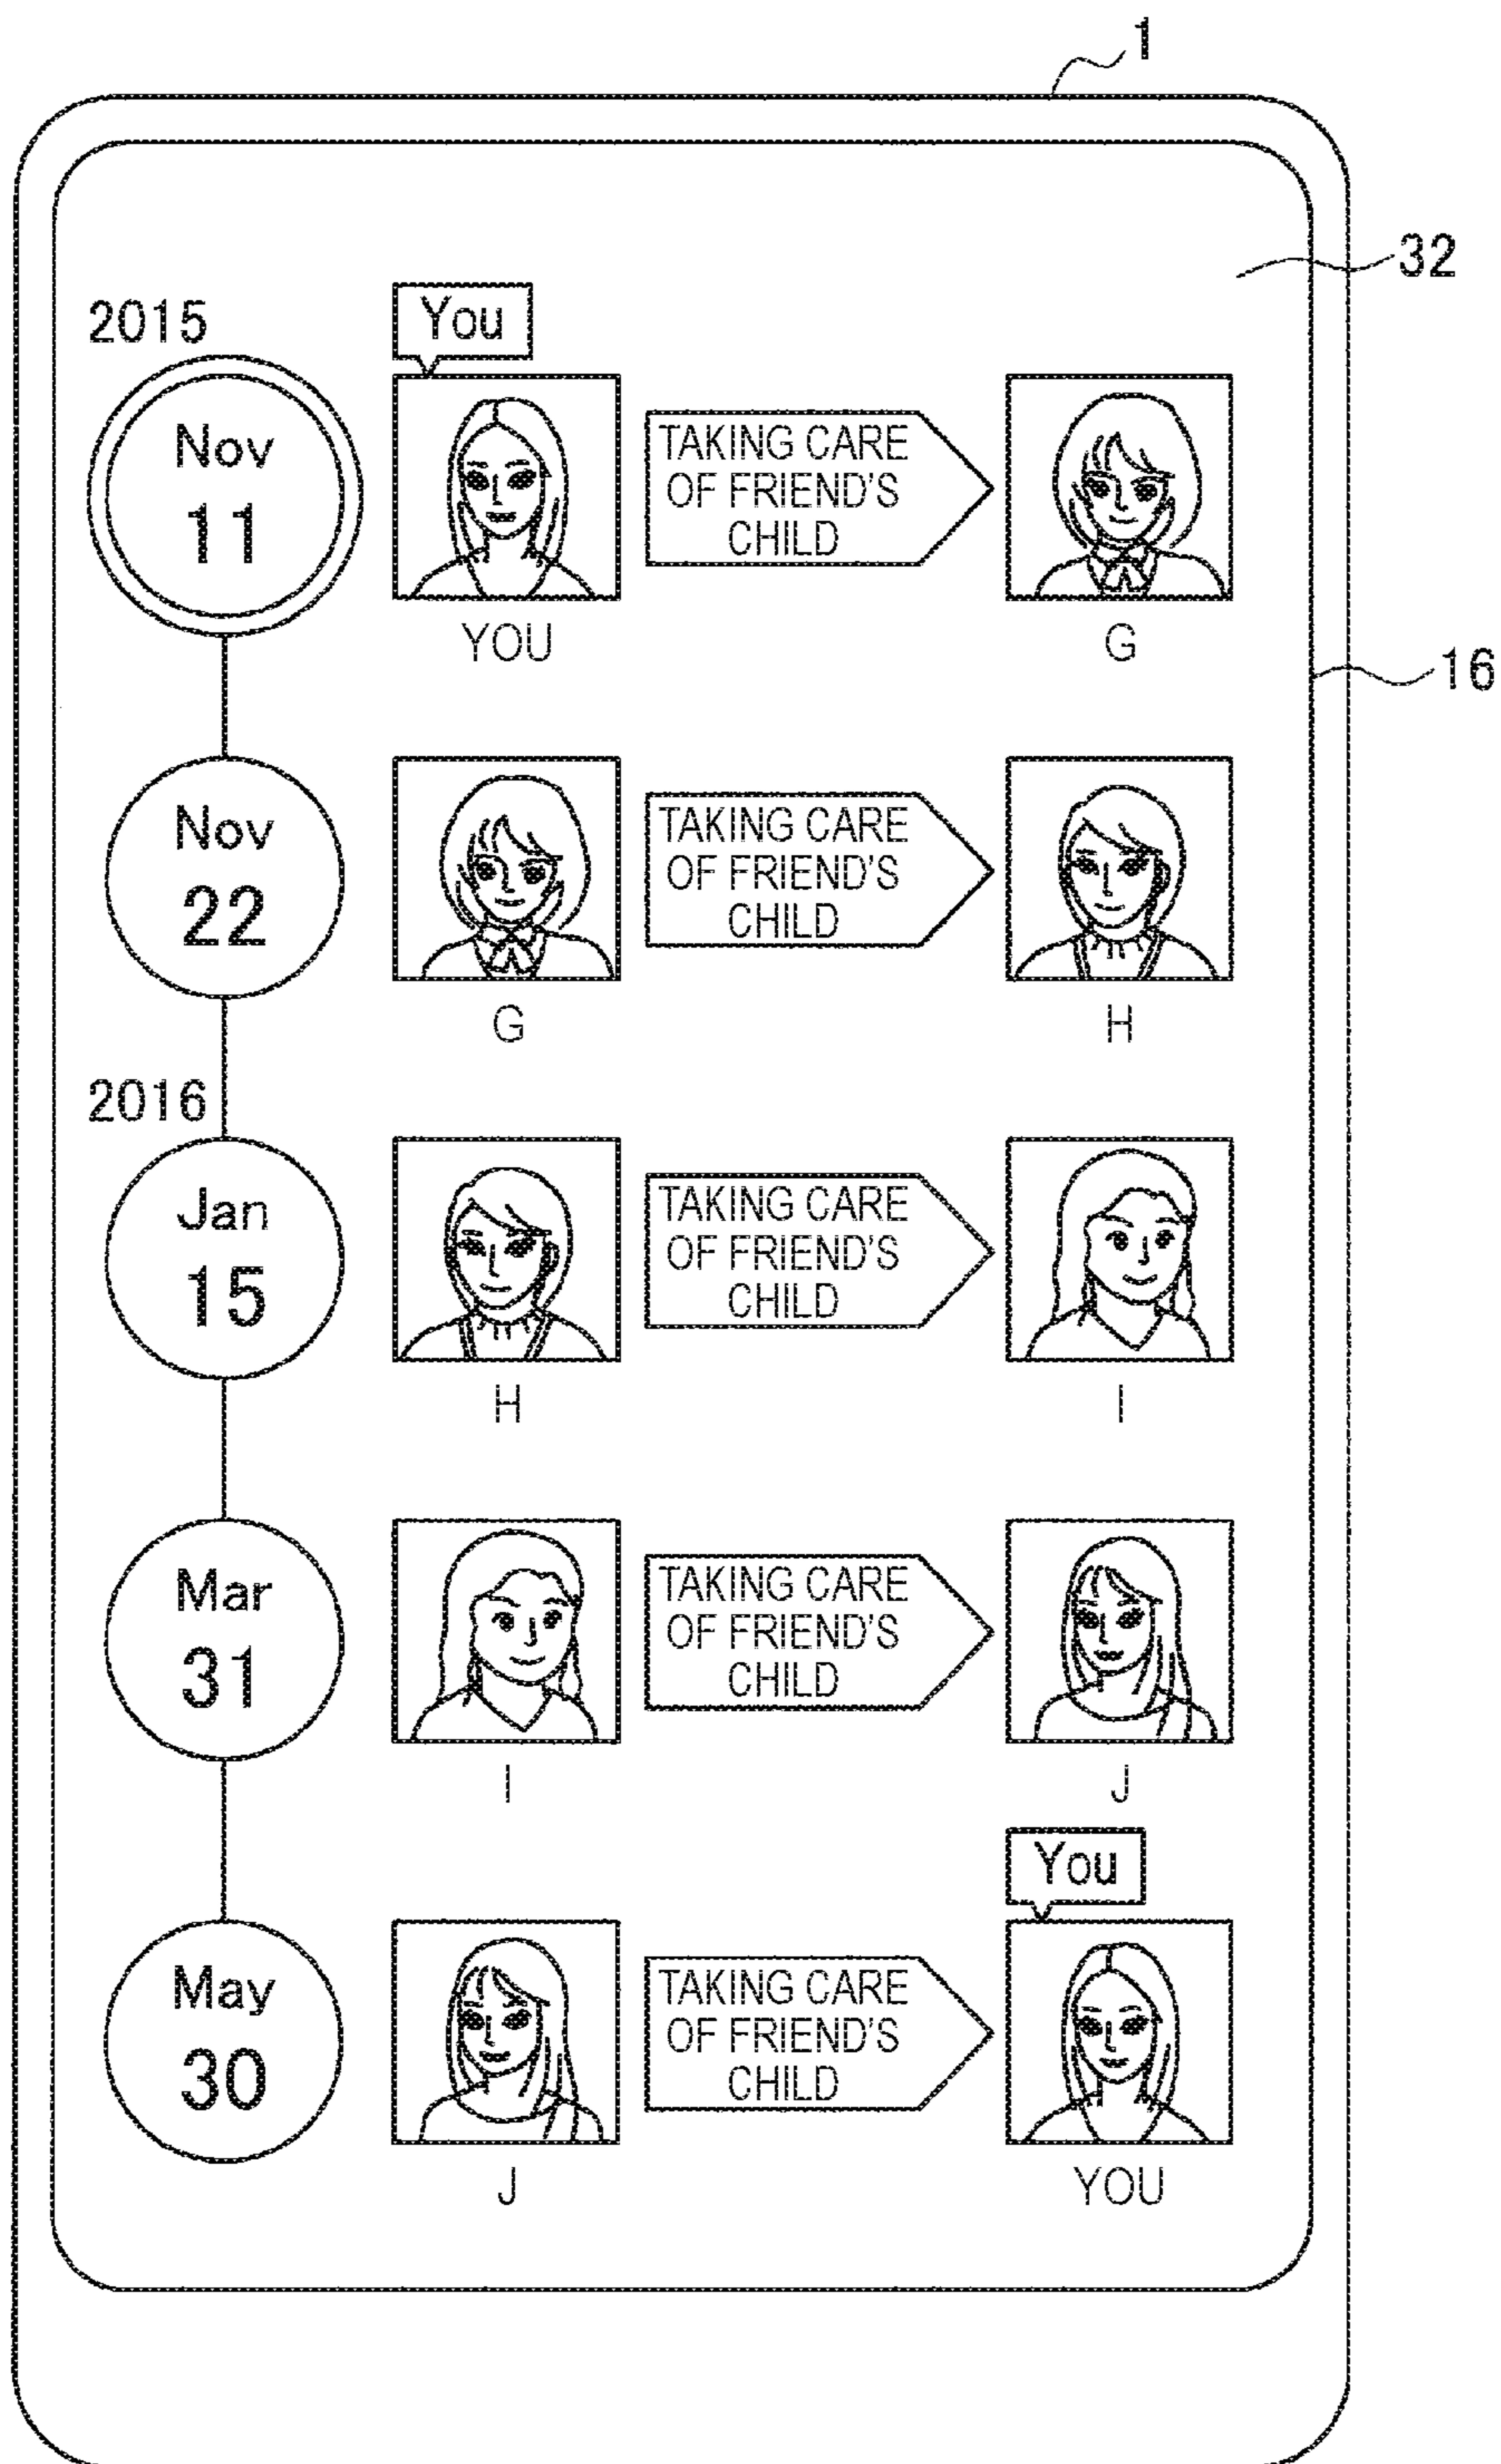 1
32
2015
You
Nov
11
TAKING CARE
OF FRIEND'S
CHILD
YOU
G
16
Nov
22
TAKING CARE
OF FRIEND'S
CHILD
G
H
2016
Jan
15
TAKING CARE
OF FRIEND'S
CHILD
H
I
Mar
31
TAKING CARE
OF FRIEND'S
CHILD
I
J
You
May
30
TAKING CARE
OF FRIEND'S
CHILD
J
YOU